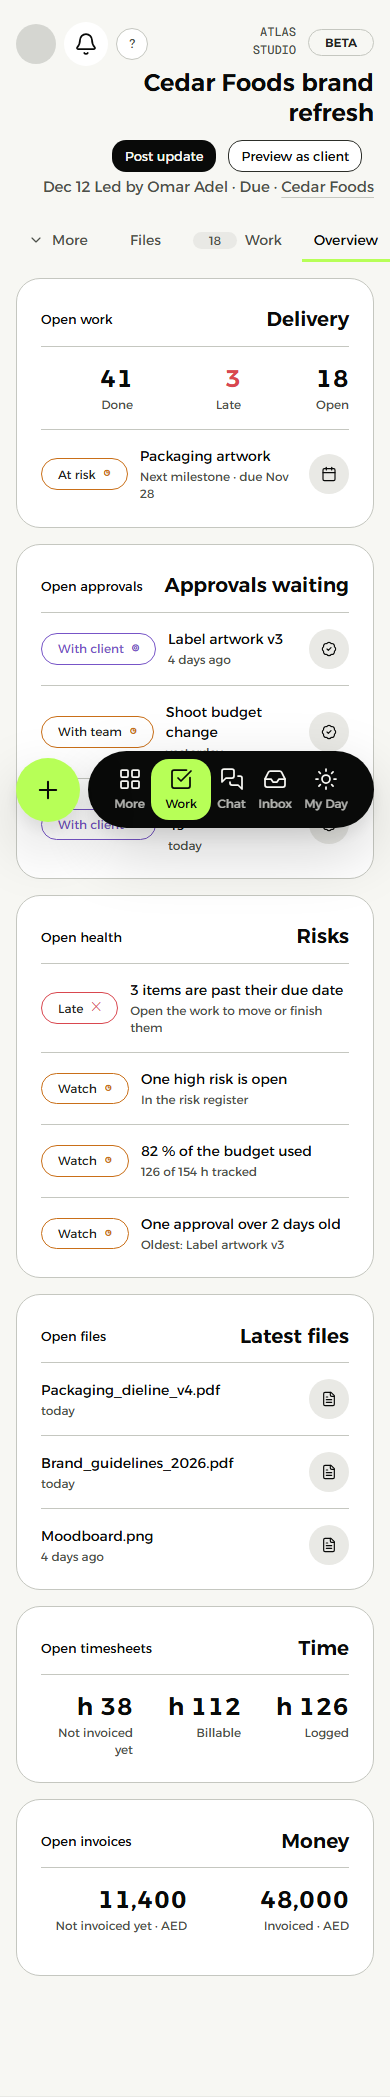 ATLAS
STUDIO
BETA
?
Cedar Foods brand
refresh
Post update
Preview as client
Dec 12 Led by Omar Adel · Due · Cedar Foods
More
Files
18 Work
Overview
Open work
Delivery
41
3
18
Done
Late
Open
At risk
Packaging artwork
Next milestone · due Nov
28
Open approvals
Approvals waiting
With client
Label artwork v3
4 days ago
With team
Shoot budget
change
yesterday
More
Work
Chat
Inbox
My Day
With client
today
Open health
Risks
Late
3 items are past their due date
Open the work to move or finish
them
Watch
One high risk is open
In the risk register
Watch
82 % of the budget used
126 of 154 h tracked
Watch
One approval over 2 days old
Oldest: Label artwork v3
Open files
Latest files
Packaging_dieline_v4.pdf
today
Brand_guidelines_2026.pdf
today
Moodboard.png
4 days ago
Open timesheets
Time
h 38
h 112
h 126
Not invoiced
yet
Billable
Logged
Open invoices
Money
11,400
48,000
Not invoiced yet · AED
Invoiced · AED